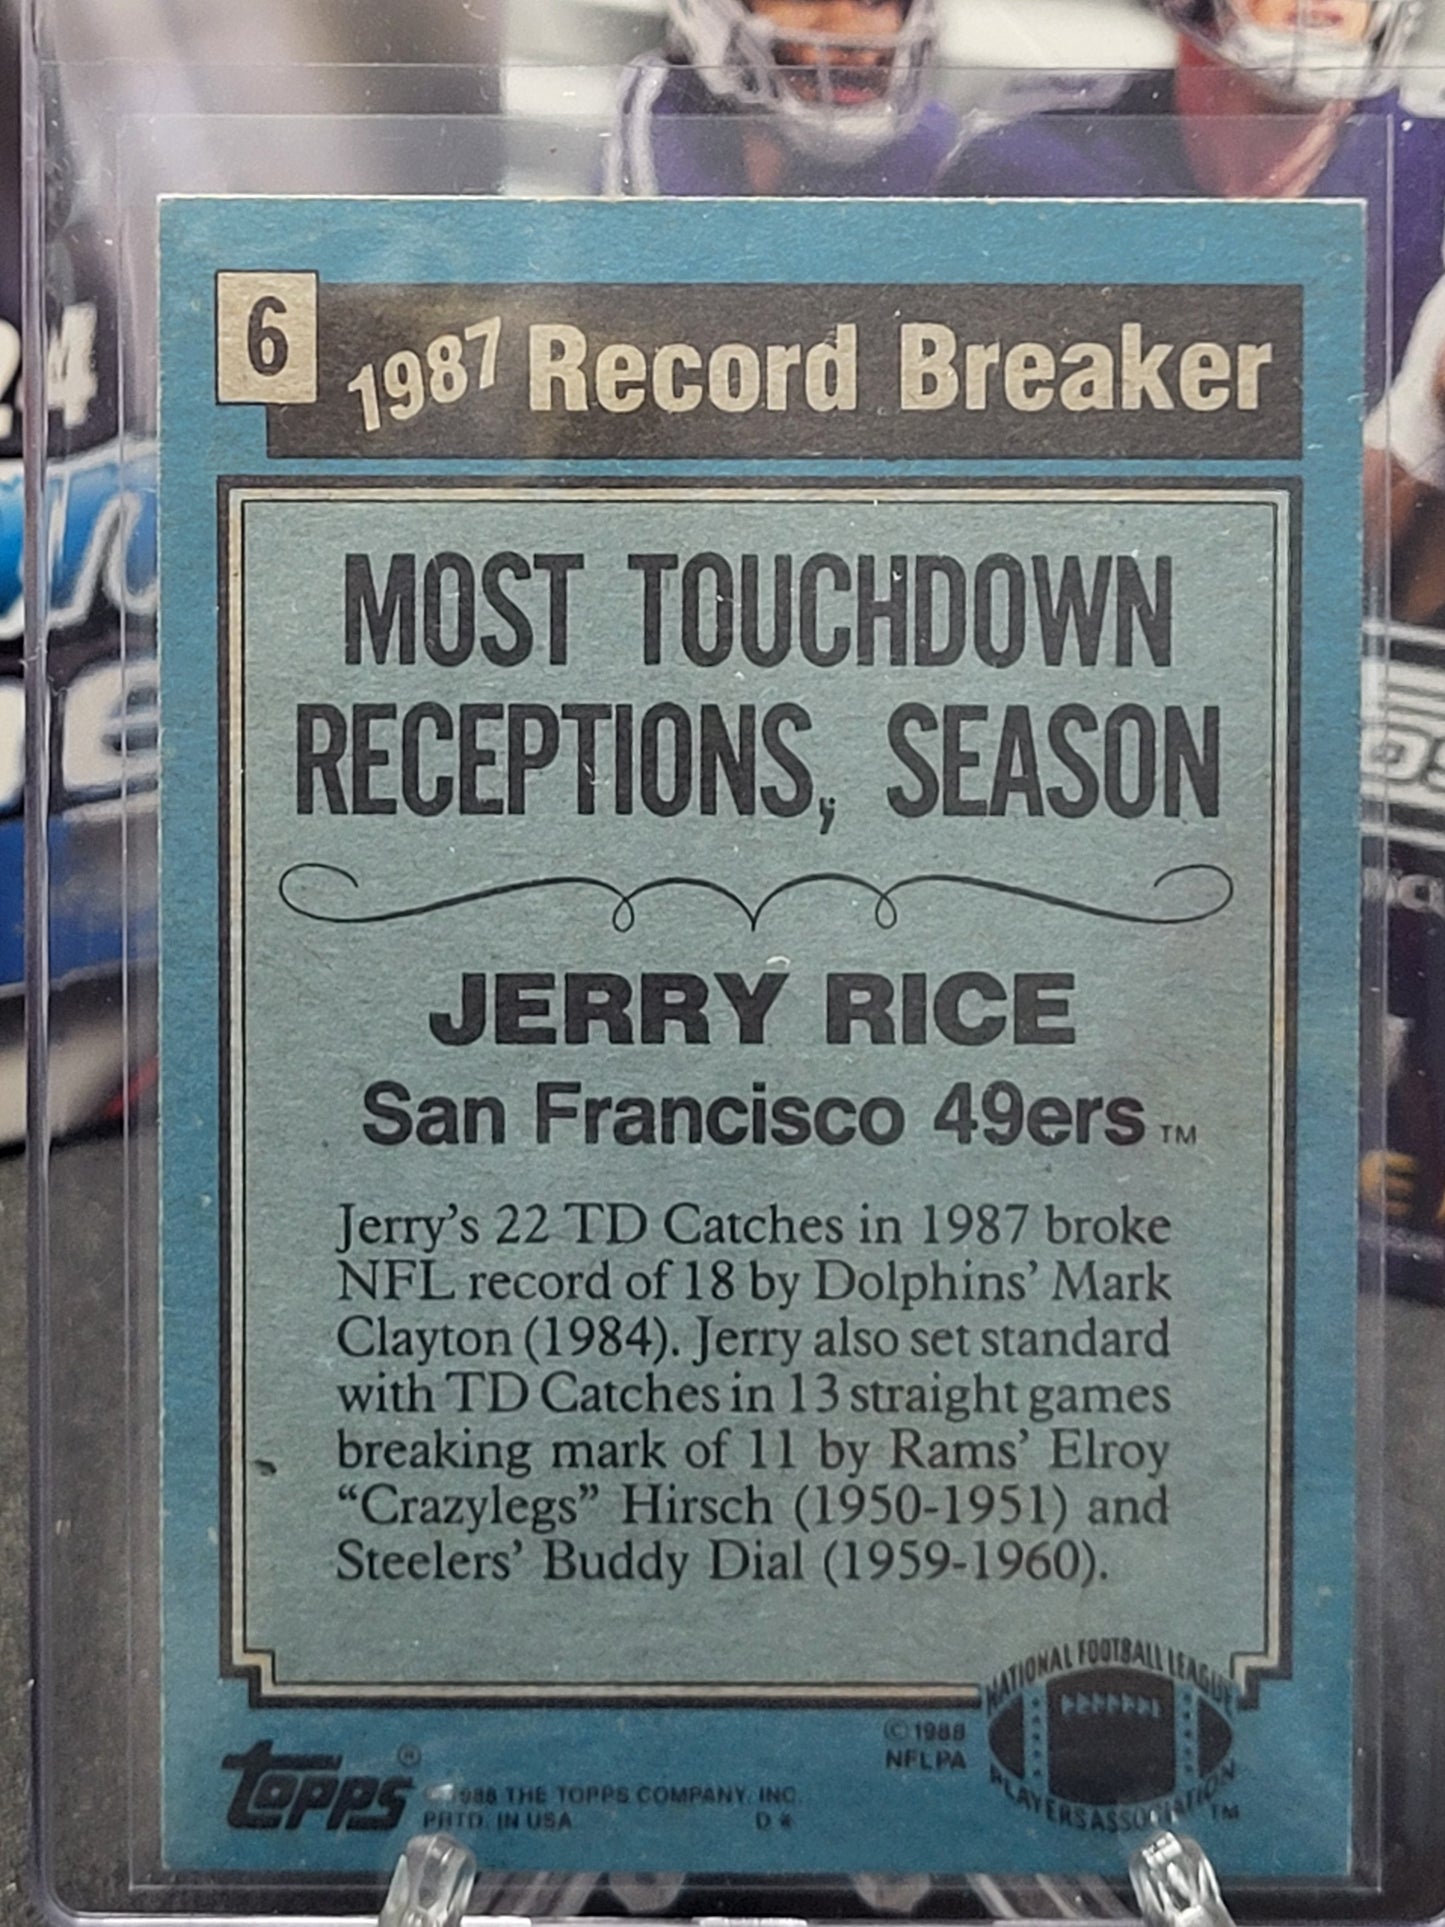 6
1987 Record Breaker
MOST TOUCHDOWN
RECEPTIONS, SEASON
JERRY RICE
San Francisco 49ers TM
Jerry's 22 TD Catches in 1987 broke
NFL record of 18 by Dolphins' Mark
Clayton (1984). Jerry also set standard
with TD Catches in 13 straight games
breaking mark of 11 by Rams' Elroy
“Crazylegs” Hirsch (1950-1951) and
Steelers' Buddy Dial (1959-1960).
NATIONAL FOOTBALL LEAGUE
PLAYERS ASSOCIATION TM
© 1988
NFLPA
TOPPS ®
© 1988 THE TOPPS COMPANY, INC.
PRTD. IN USA D *
24